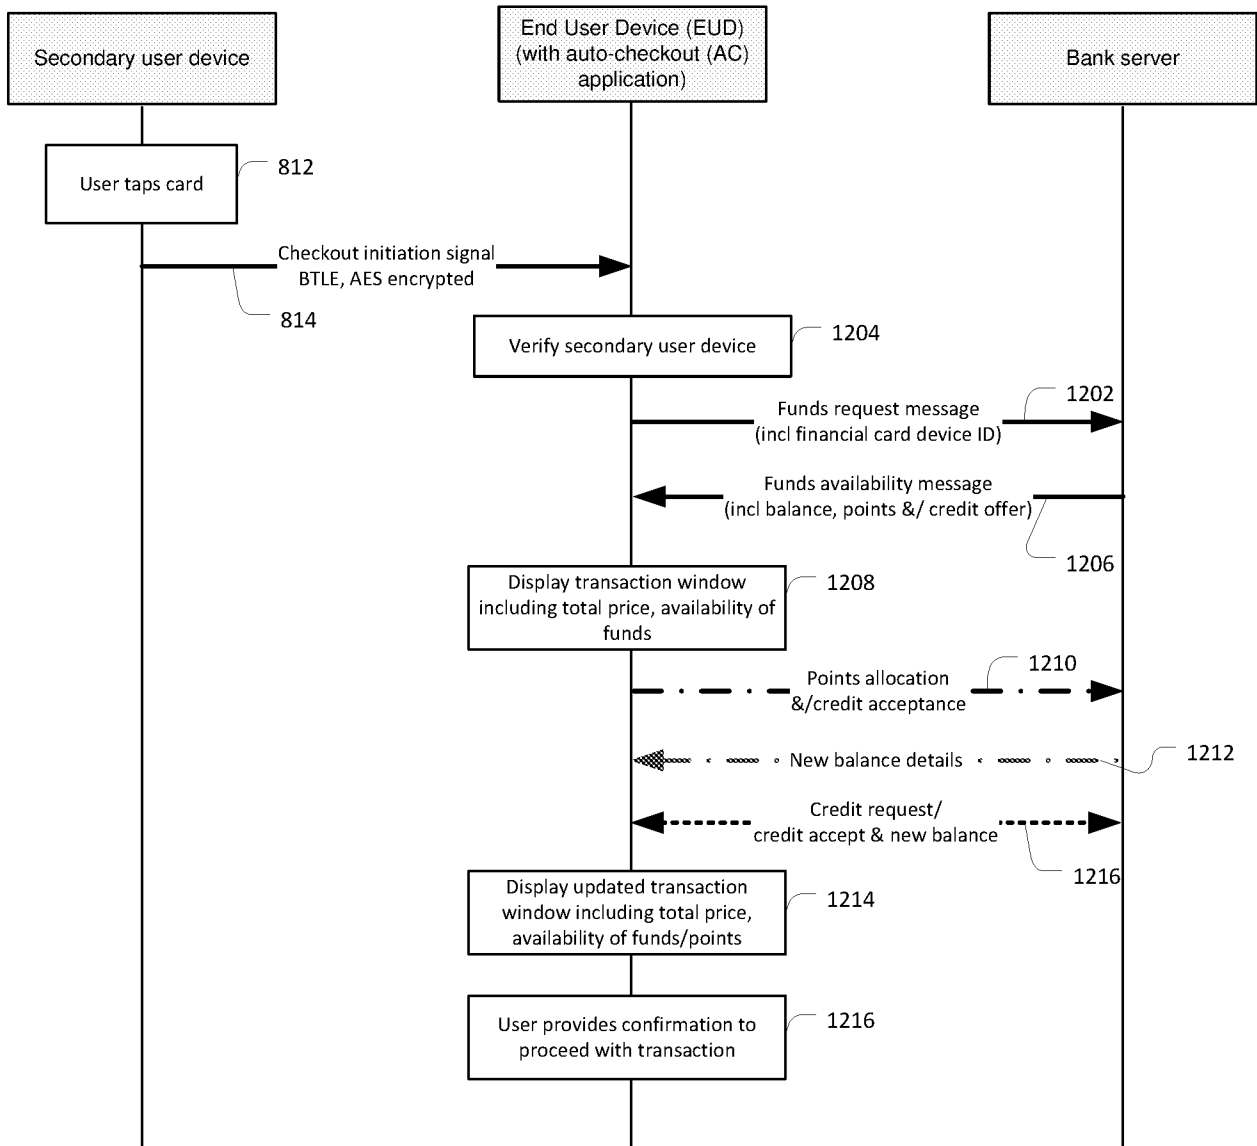 Secondary user device
End User Device (EUD)
(with auto-checkout (AC)
application)
Bank server
User taps card
812
Checkout initiation signal
BTLE, AES encrypted
814
Verify secondary user device
1204
1202
Funds request message
(incl financial card device ID)
Funds availability message
(incl balance, points &/ credit offer)
1206
Display transaction window
including total price, availability of
funds
1208
1210
Points allocation
&/credit acceptance
New balance details
1212
Credit request/
credit accept & new balance
1216
Display updated transaction
window including total price,
availability of funds/points
1214
User provides confirmation to
proceed with transaction
1216